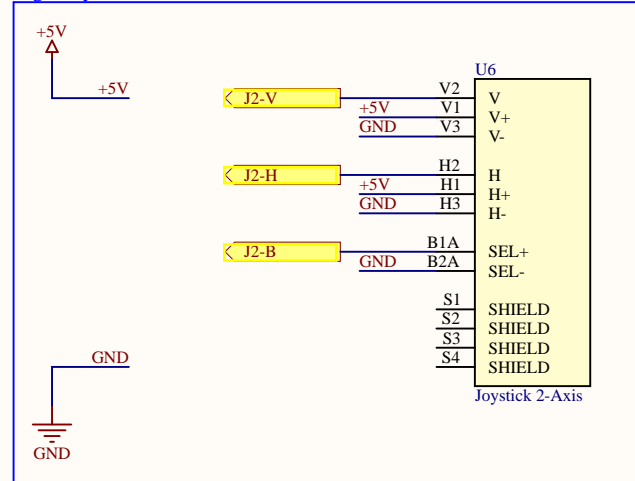 +5V
+5V
U6
J2-V V2 V
+5V V1 V+
GND V3 V-
J2-H H2 H
+5V H1 H+
GND H3 H-
J2-B B1A SEL+
GND B2A SEL-
S1 SHIELD
S2 SHIELD
S3 SHIELD
S4 SHIELD
GND
Joystick 2-Axis
GND